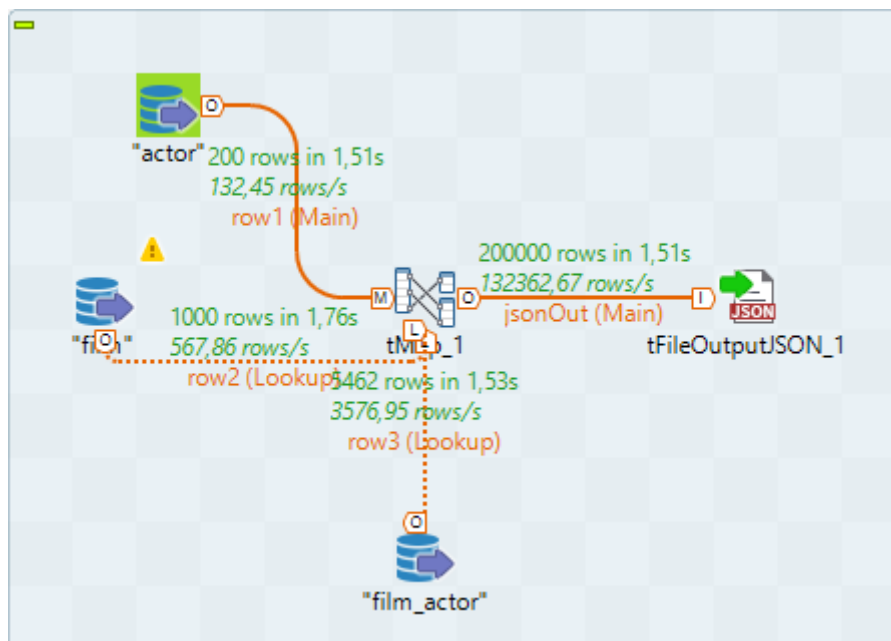 "actor"
200 rows in 1,51s
132,45 rows/s
row1 (Main)
200000 rows in 1,51s
132362,67 rows/s
jsonOut (Main)
M
O
I
O
JSON
tFileOutputJSON_1
1000 rows in 1,76s
567,86 rows/s
row2 (Lookup)
O
L
5462 rows in 1,53s
3576,95 rows/s
row3 (Lookup)
O
"film_actor"